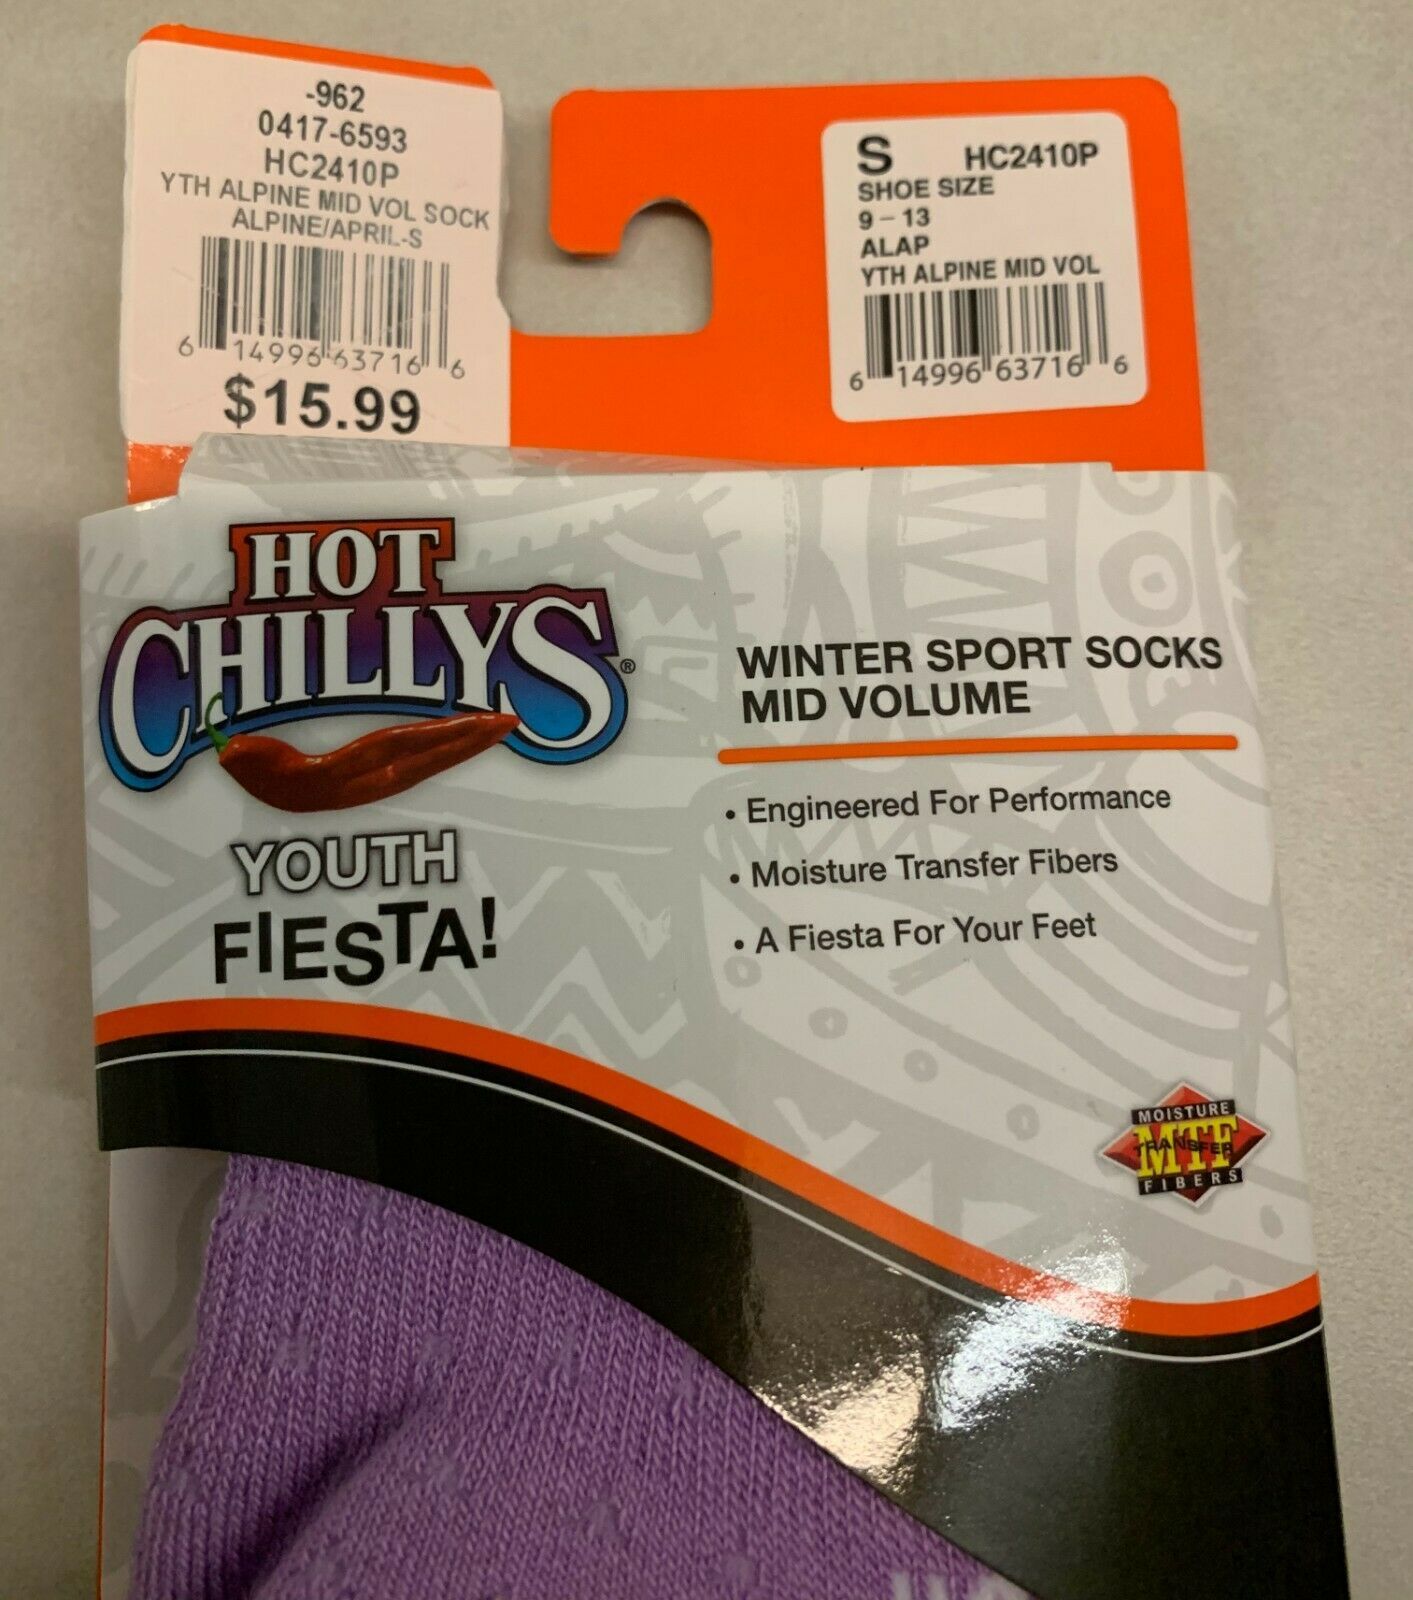 -962
0417-6593
HC2410P
YTH ALPINE MID VOL SOCK
ALPINE/APRIL-S
6 14996 63716 6
$15.99
S HC2410P
SHOE SIZE
9 - 13
ALAP
YTH ALPINE MID VOL
6 14996 63716 6
HOT
CHILLYS®
YOUTH
FIESTA!
WINTER SPORT SOCKS
MID VOLUME
• Engineered For Performance
• Moisture Transfer Fibers
• A Fiesta For Your Feet
MOISTURE
MTF
TRANSFER
FIBERS